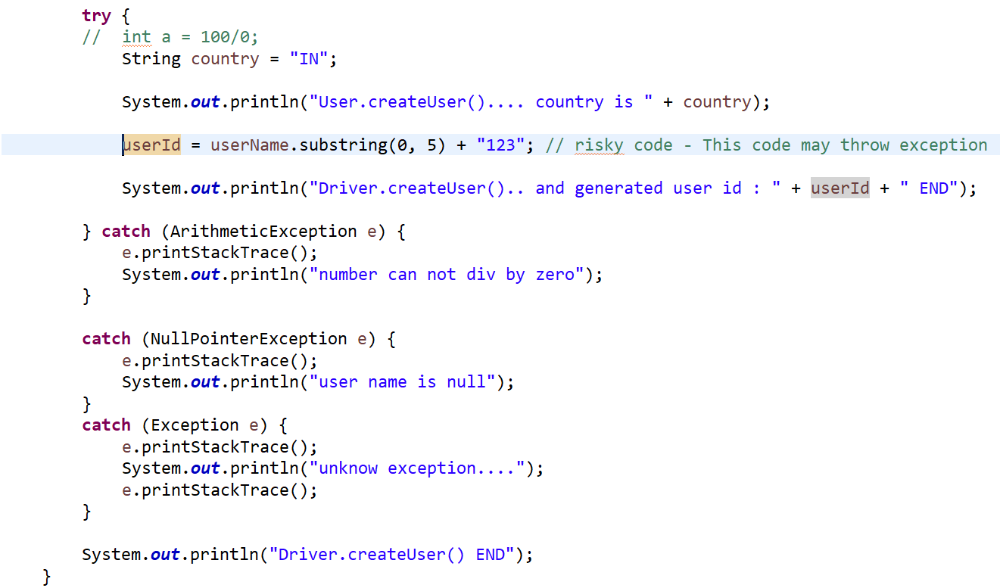 try {
//  int a = 100/0;
String country = "IN";
System.out.println("User.createUser().... country is " + country);
userId = userName.substring(0, 5) + "123"; // risky code - This code may throw exception
System.out.println("Driver.createUser().. and generated user id : " + userId + " END");
} catch (ArithmeticException e) {
e.printStackTrace();
System.out.println("number can not div by zero");
}
catch (NullPointerException e) {
e.printStackTrace();
System.out.println("user name is null");
}
catch (Exception e) {
e.printStackTrace();
System.out.println("unknow exception....");
e.printStackTrace();
}
System.out.println("Driver.createUser() END");
}